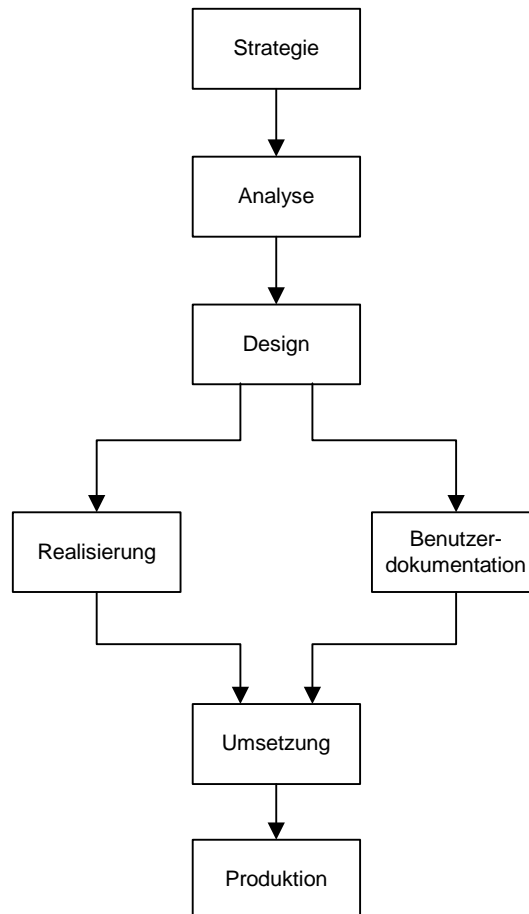 Strategie
Analyse
Design
Realisierung
Benutzer-
dokumentation
Umsetzung
Produktion